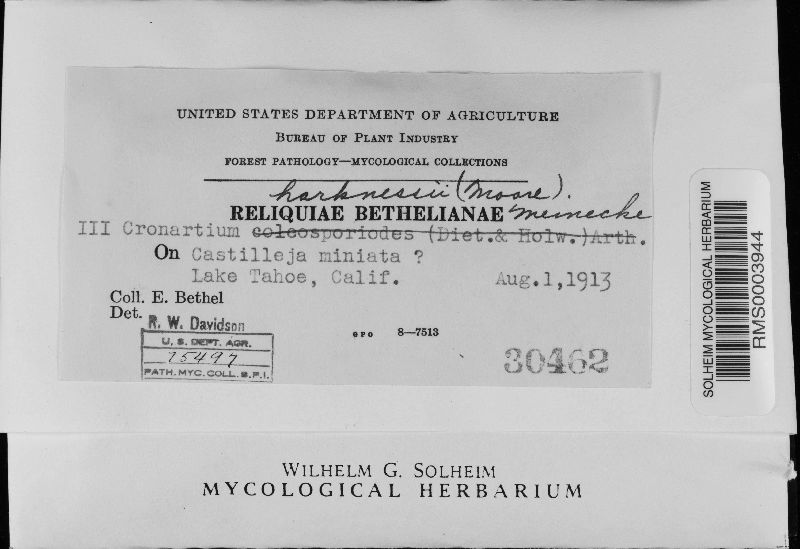 UNITED STATES DEPARTMENT OF AGRICULTURE
BUREAU OF PLANT INDUSTRY
FOREST PATHOLOGY—MYCOLOGICAL COLLECTIONS
harknessii (Moore).
RELIQUIAE BETHELIANAE Meinecke
III Cronartium coleosporiodes (Diet.& Holw.)Arth.
On Castilleja miniata ?
Lake Tahoe, Calif. Aug.1,1913
Coll. E. Bethel
Det. R. W. Davidson
U. S. DEPT. AGR.
75497
PATH. MYC. COLL. B.P.I.
GPO 8—7513
30462
SOLHEIM MYCOLOGICAL HERBARIUM
RMS0003944
WILHELM G. SOLHEIM
MYCOLOGICAL HERBARIUM